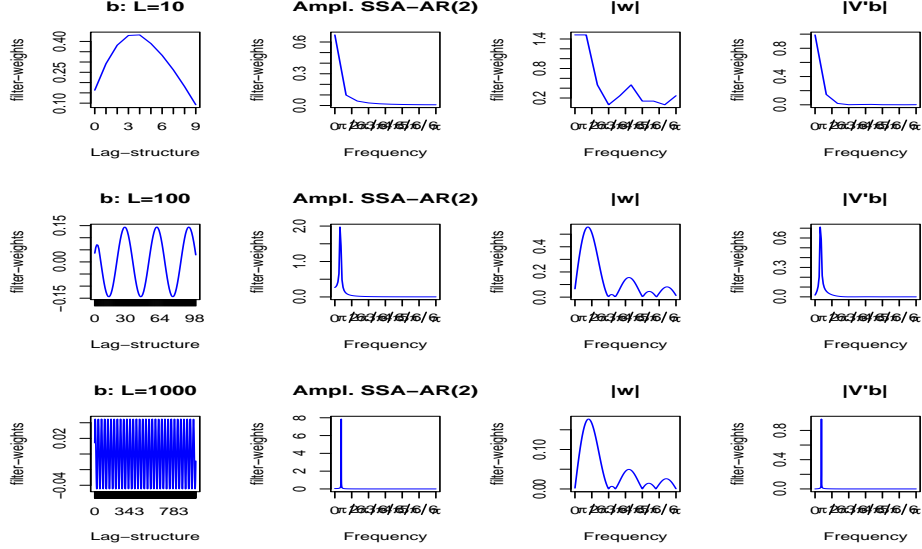 b: L=10
Ampl. SSA−AR(2)
|w|
|V'b|
filter−weights
0.10
0.25
0.40
0 3 6 9
Lag−structure
filter−weights
0.0
0.3
0.6
Frequency
filter−weights
0.2
0.8
1.4
Frequency
filter−weights
0.0
0.4
0.8
Frequency
b: L=100
Ampl. SSA−AR(2)
|w|
|V'b|
filter−weights
−0.15
0.00
0.15
0 30 64 98
Lag−structure
filter−weights
0.0
1.0
2.0
Frequency
filter−weights
0.0
0.2
0.4
Frequency
filter−weights
0.0
0.3
0.6
Frequency
b: L=1000
Ampl. SSA−AR(2)
|w|
|V'b|
filter−weights
−0.04
0.02
0 343 783
Lag−structure
filter−weights
0
2
4
6
8
Frequency
filter−weights
0.00
0.10
Frequency
filter−weights
0.0
0.4
0.8
Frequency